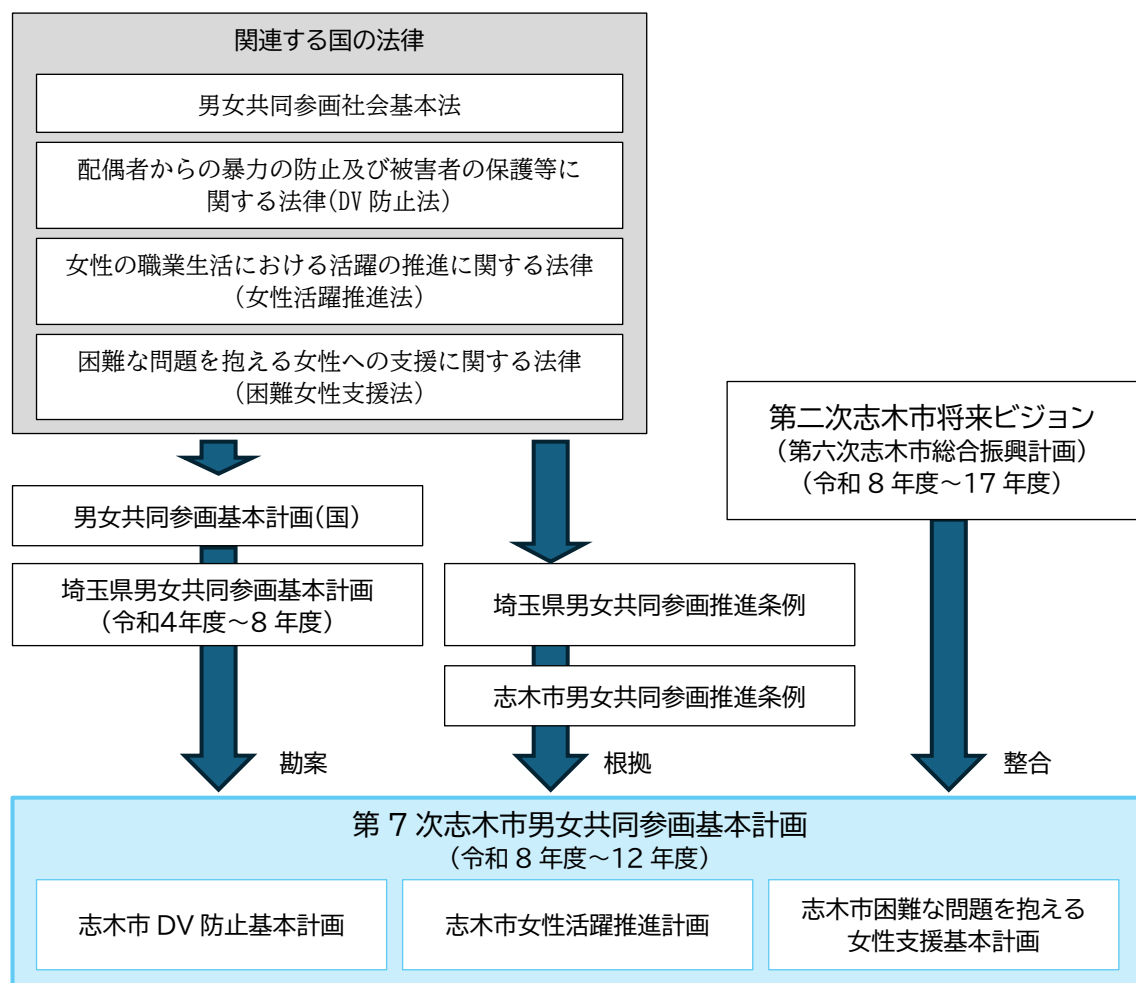 関連する国の法律
男女共同参画社会基本法
配偶者からの暴力の防止及び被害者の保護等に
関する法律(DV防止法)
女性の職業生活における活躍の推進に関する法律
(女性活躍推進法)
困難な問題を抱える女性への支援に関する法律
(困難女性支援法)
第二次志木市将来ビジョン
(第六次志木市総合振興計画)
(令和8年度～17年度)
男女共同参画基本計画(国)
埼玉県男女共同参画基本計画
(令和4年度～8年度)
埼玉県男女共同参画推進条例
志木市男女共同参画推進条例
勘案
根拠
整合
第7次志木市男女共同参画基本計画
(令和8年度～12年度)
志木市DV防止基本計画
志木市女性活躍推進計画
志木市困難な問題を抱える
女性支援基本計画